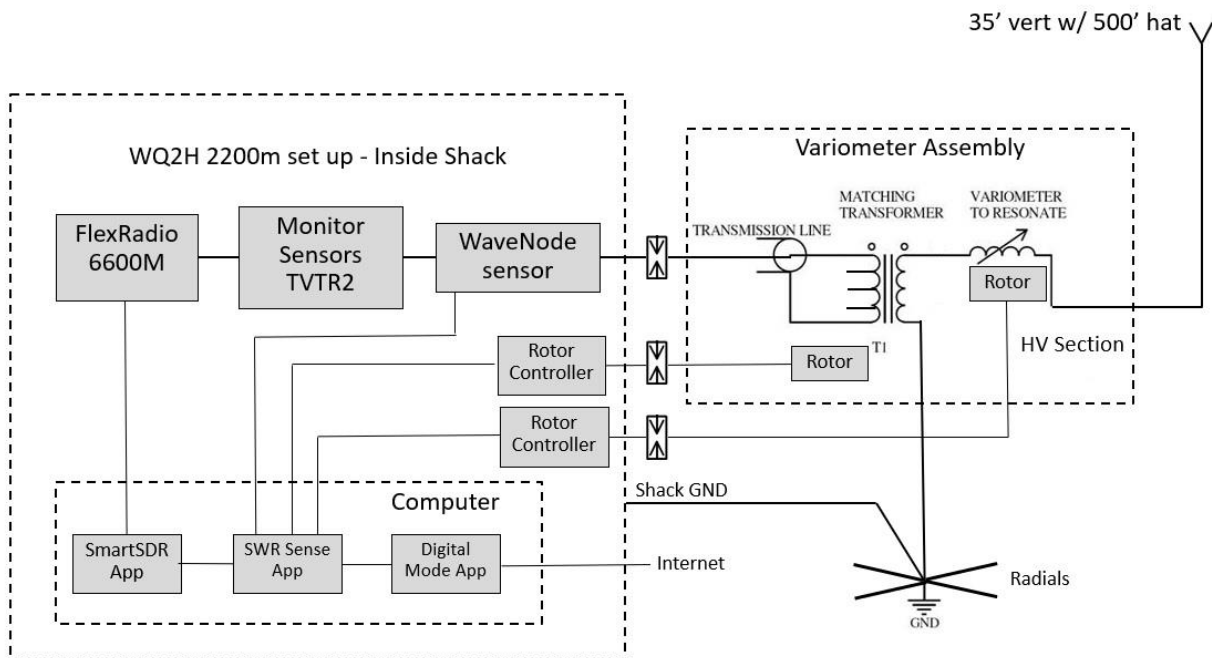 35’ vert w/ 500’ hat
WQ2H 2200m set up - Inside Shack
FlexRadio
6600M
Monitor
Sensors
TVTR2
WaveNode
sensor
Rotor
Controller
Rotor
Controller
Computer
SmartSDR
App
SWR Sense
App
Digital
Mode App
Variometer Assembly
MATCHING
TRANSFORMER
VARIOMETER
TO RESONATE
TRANSMISSION LINE
Rotor
T1
Rotor
HV Section
Shack GND
Internet
Radials
GND